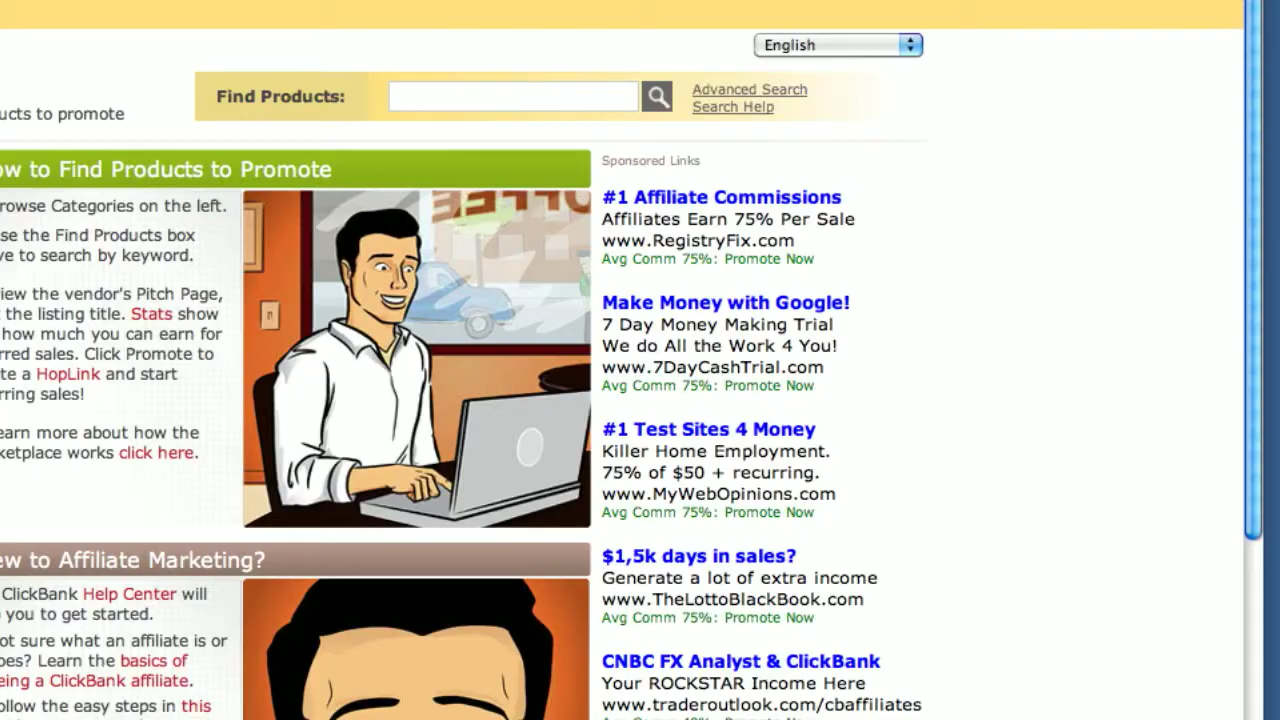 English
Find Products:
Advanced Search
Search Help
ucts to promote
ow to Find Products to Promote
rowse Categories on the left.
se the Find Products box
ve to search by keyword.
iew the vendor's Pitch Page,
t the listing title. Stats show
how much you can earn for
rred sales. Click Promote to
te a HopLink and start
rring sales!
earn more about how the
ketplace works click here.
OFFEE
ew to Affiliate Marketing?
ClickBank Help Center will
you to get started.
ot sure what an affiliate is or
oes? Learn the basics of
eing a ClickBank affiliate.
ollow the easy steps in this
Sponsored Links
#1 Affiliate Commissions
Affiliates Earn 75% Per Sale
www.RegistryFix.com
Avg Comm 75%: Promote Now
Make Money with Google!
7 Day Money Making Trial
We do All the Work 4 You!
www.7DayCashTrial.com
Avg Comm 75%: Promote Now
#1 Test Sites 4 Money
Killer Home Employment.
75% of $50 + recurring.
www.MyWebOpinions.com
Avg Comm 75%: Promote Now
$1,5k days in sales?
Generate a lot of extra income
www.TheLottoBlackBook.com
Avg Comm 75%: Promote Now
CNBC FX Analyst & ClickBank
Your ROCKSTAR Income Here
www.traderoutlook.com/cbaffiliates